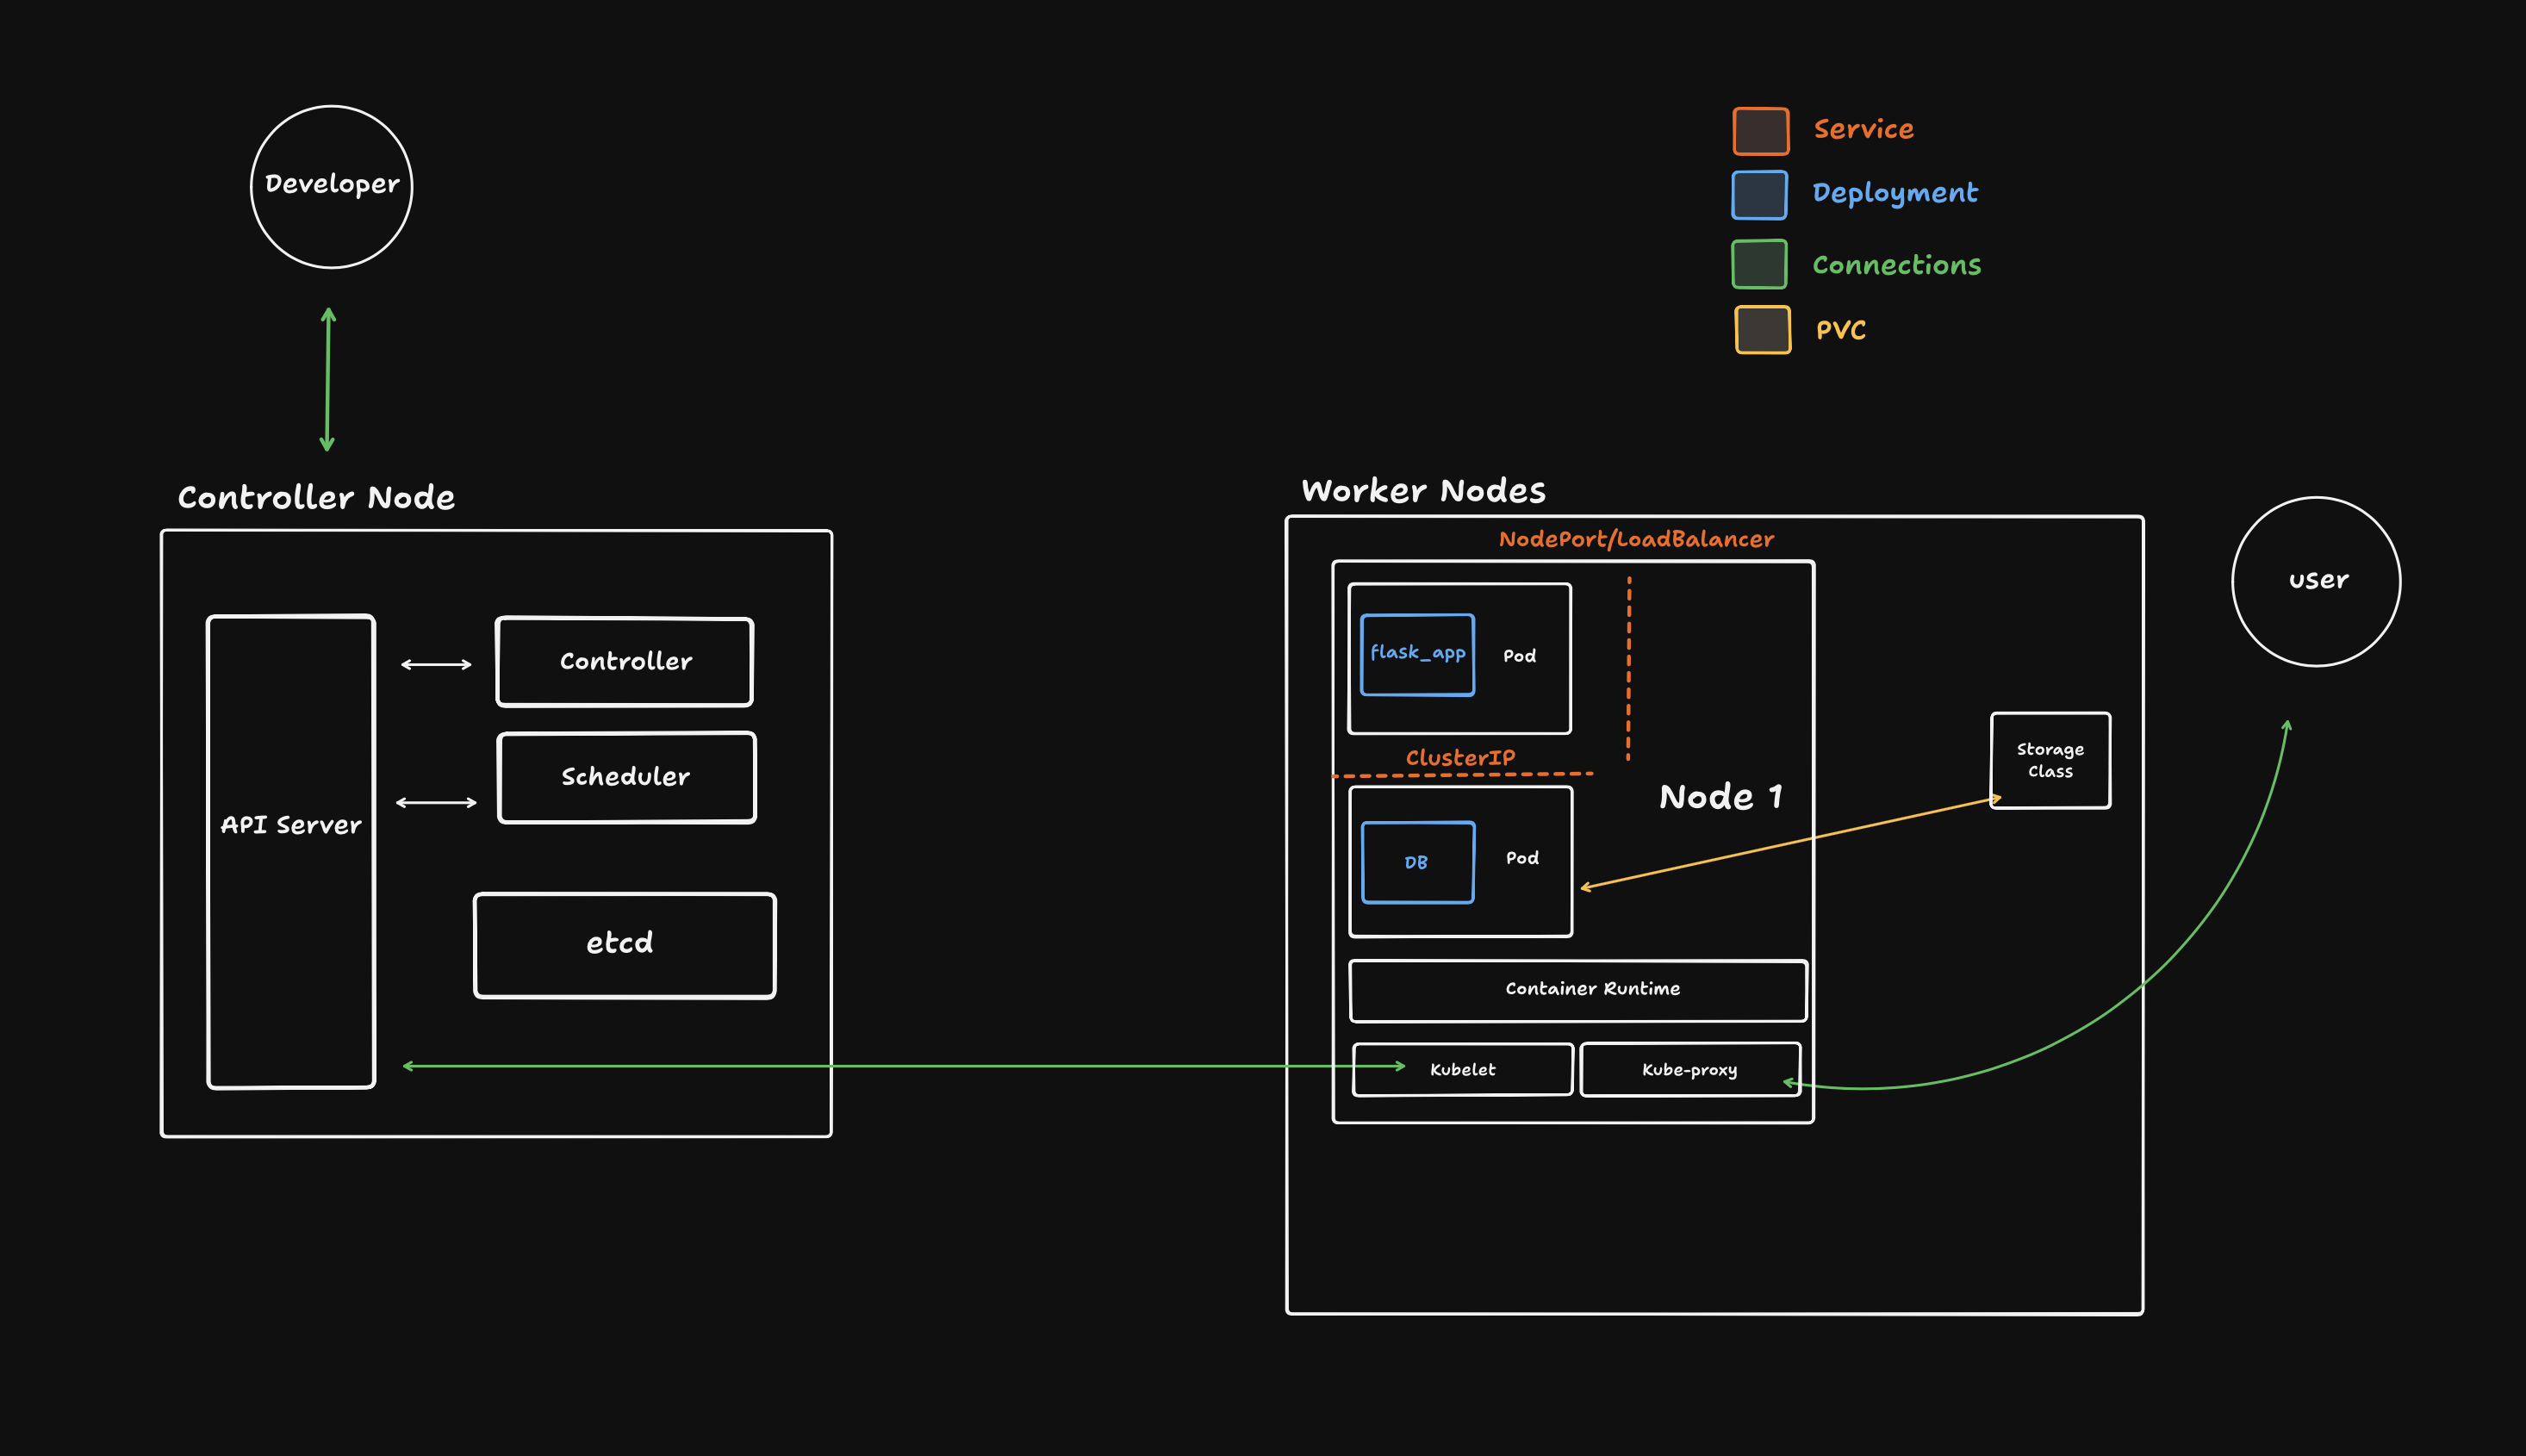 Developer
Service
Deployment
Connections
PVC
Controller Node
API Server
Controller
Scheduler
etcd
Worker Nodes
NodePort/LoadBalancer
flask_app
Pod
ClusterIP
Node 1
DB
Pod
Container Runtime
Kubelet
Kube-proxy
Storage
Class
user